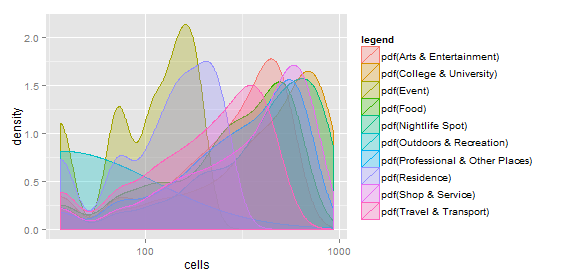 2.0
1.5
1.0
0.5
0.0
density
100
1000
cells
legend
pdf(Arts & Entertainment)
pdf(College & University)
pdf(Event)
pdf(Food)
pdf(Nightlife Spot)
pdf(Outdoors & Recreation)
pdf(Professional & Other Places)
pdf(Residence)
pdf(Shop & Service)
pdf(Travel & Transport)